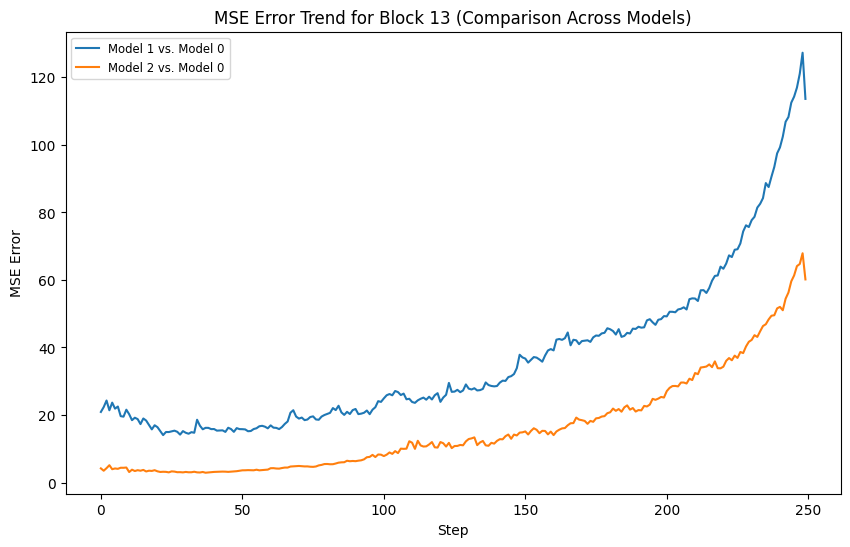 MSE Error Trend for Block 13 (Comparison Across Models)
Model 1 vs. Model 0
Model 2 vs. Model 0
MSE Error
120
100
80
60
40
20
0
0 50 100 150 200 250
Step